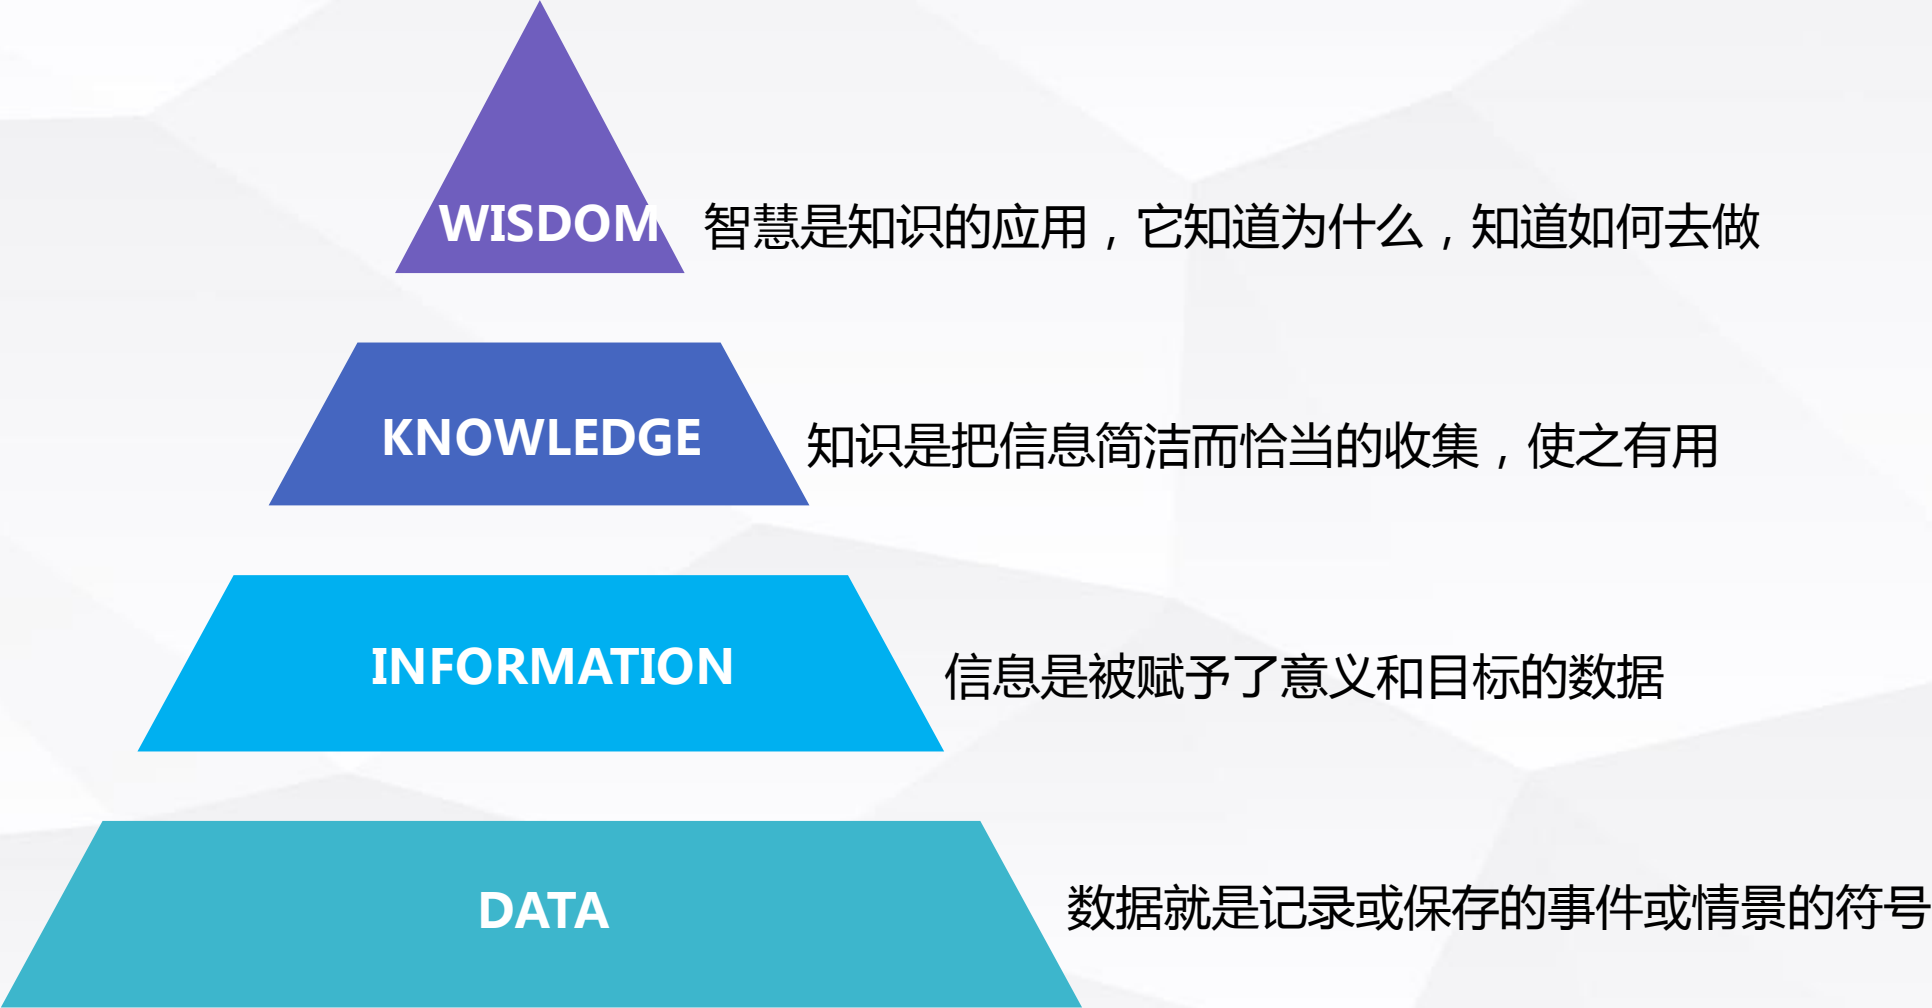 WISDOM
智慧是知识的应用，它知道为什么，知道如何去做
KNOWLEDGE
知识是把信息简洁而恰当的收集，使之有用
INFORMATION
信息是被赋予了意义和目标的数据
DATA
数据就是记录或保存的事件或情景的符号